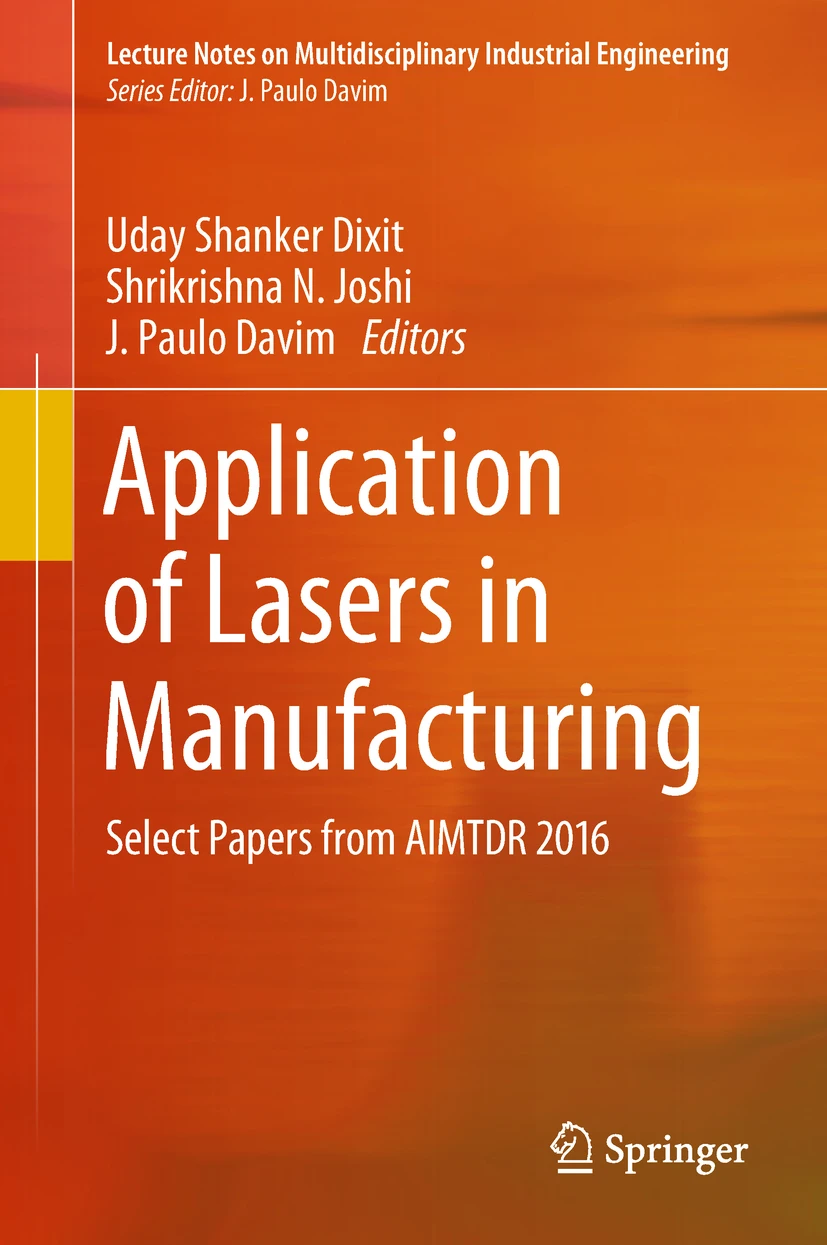 Lecture Notes on Multidisciplinary Industrial Engineering
Series Editor: J. Paulo Davim
Uday Shanker Dixit
Shrikrishna N. Joshi
J. Paulo Davim Editors
Application
of Lasers in
Manufacturing
Select Papers from AIMTDR 2016
Springer